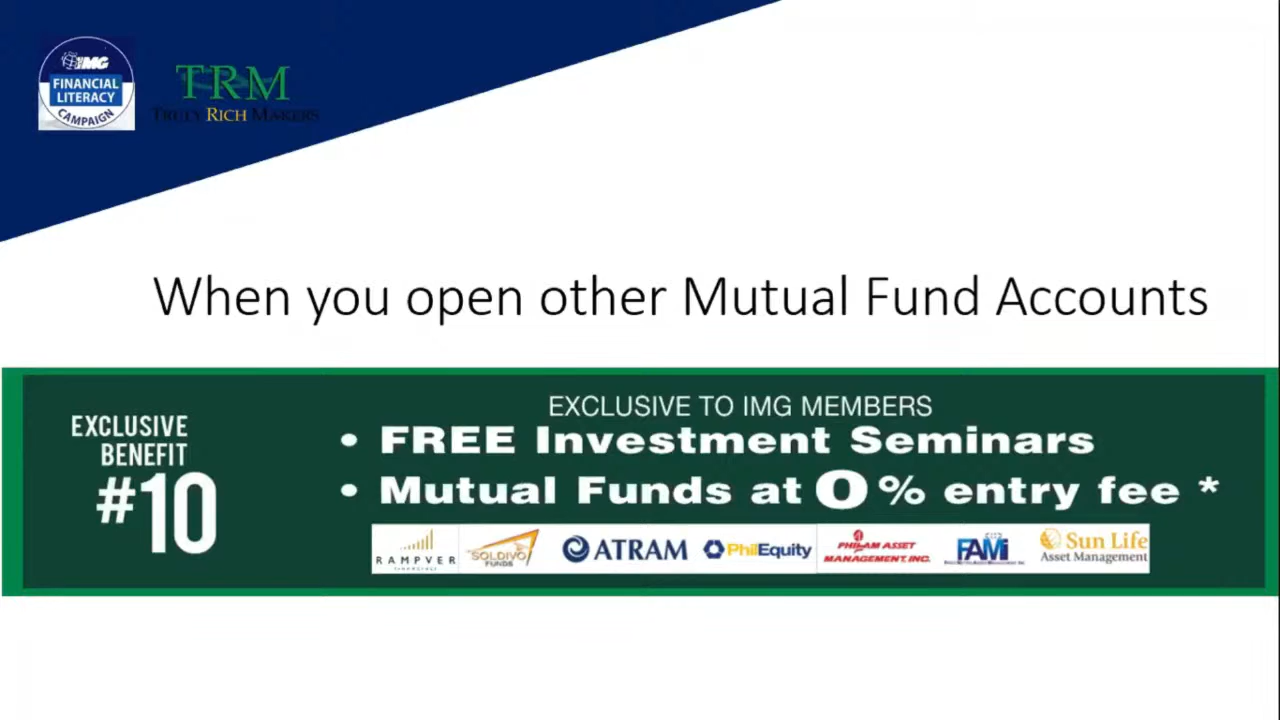 IMG
FINANCIAL
LITERACY
CAMPAIGN
TRM
TRULY RICH MAKERS
When you open other Mutual Fund Accounts
EXCLUSIVE
BENEFIT
#10
EXCLUSIVE TO IMG MEMBERS
• FREE Investment Seminars
• Mutual Funds at 0% entry fee *
RAMPVER
FINANCIALS
SOLDIVO
FUNDS
ATRAM
PhilEquity
PHILAM ASSET
MANAGEMENT, INC.
FAMI
Sun Life
Asset Management